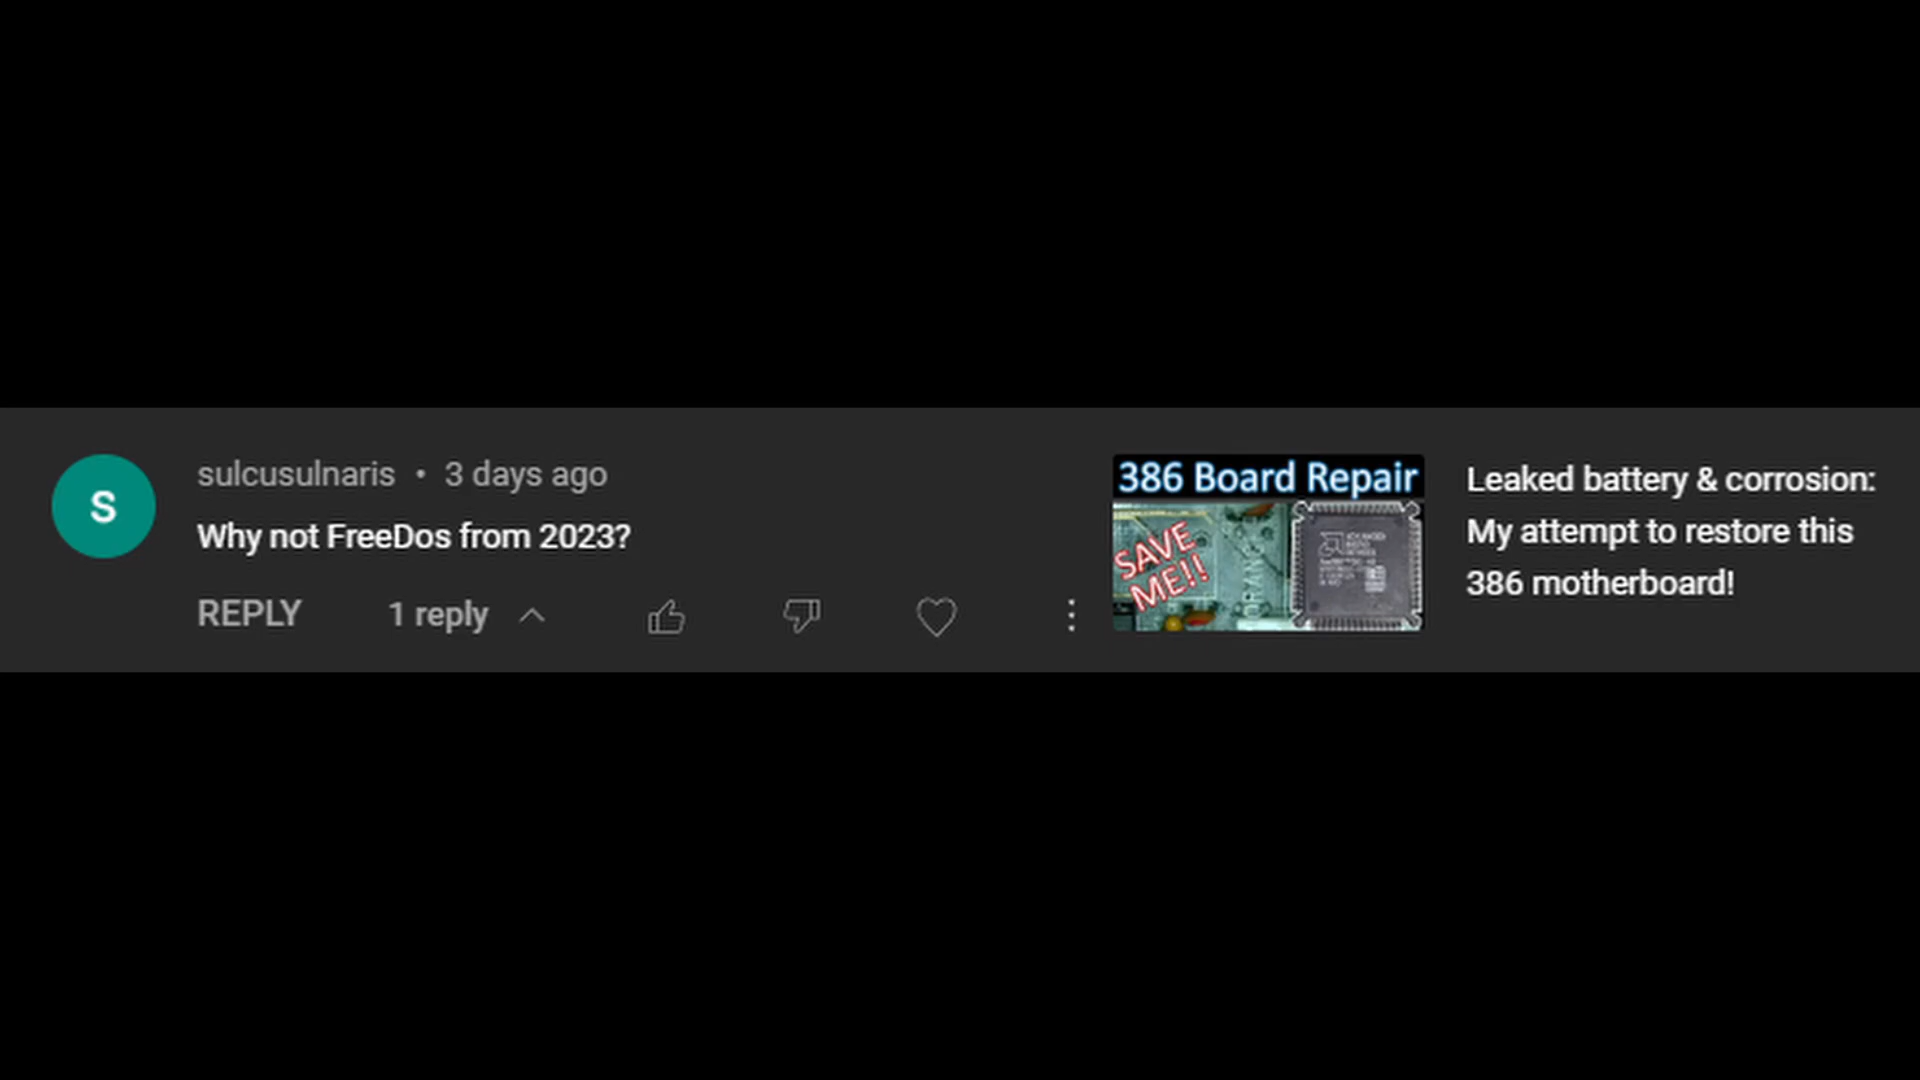 S
sulcusulnaris • 3 days ago
Why not FreeDos from 2023?
REPLY 1 reply
386 Board Repair
SAVE
ME!!
Leaked battery & corrosion:
My attempt to restore this
386 motherboard!